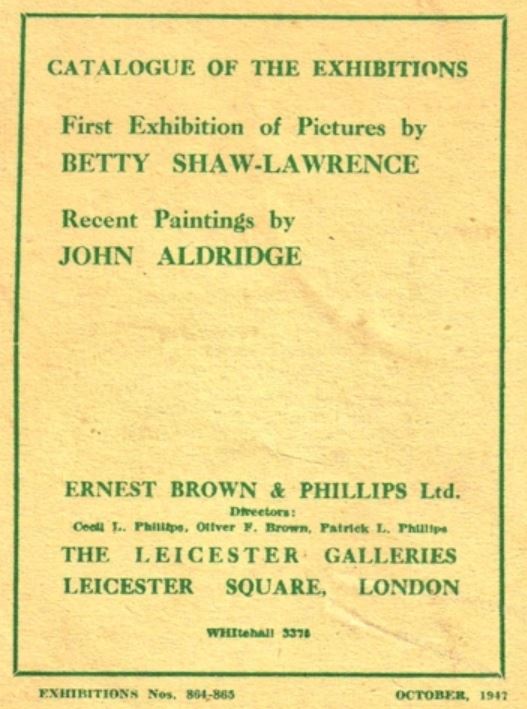 CATALOGUE OF THE EXHIBITIONS
First Exhibition of Pictures by
BETTY SHAW-LAWRENCE
Recent Paintings by
JOHN ALDRIDGE
ERNEST BROWN & PHILLIPS Ltd.
Directors:
Cecil L. Phillips, Oliver F. Brown, Patrick L. Phillips
THE LEICESTER GALLERIES
LEICESTER SQUARE, LONDON
WHItehall 3375
EXHIBITIONS Nos. 864-865
OCTOBER, 1947